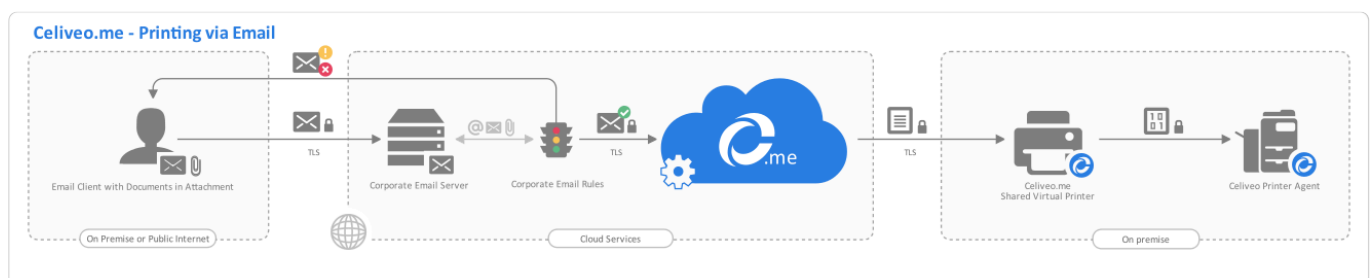 Celiveo.me - Printing via Email
TLS
@
TLS
.me
TLS
10
01
Email Client with Documents in Attachment
Corporate Email Server
Corporate Email Rules
Celiveo.me
Shared Virtual Printer
Celiveo Printer Agent
On Premise or Public Internet
Cloud Services
On premise